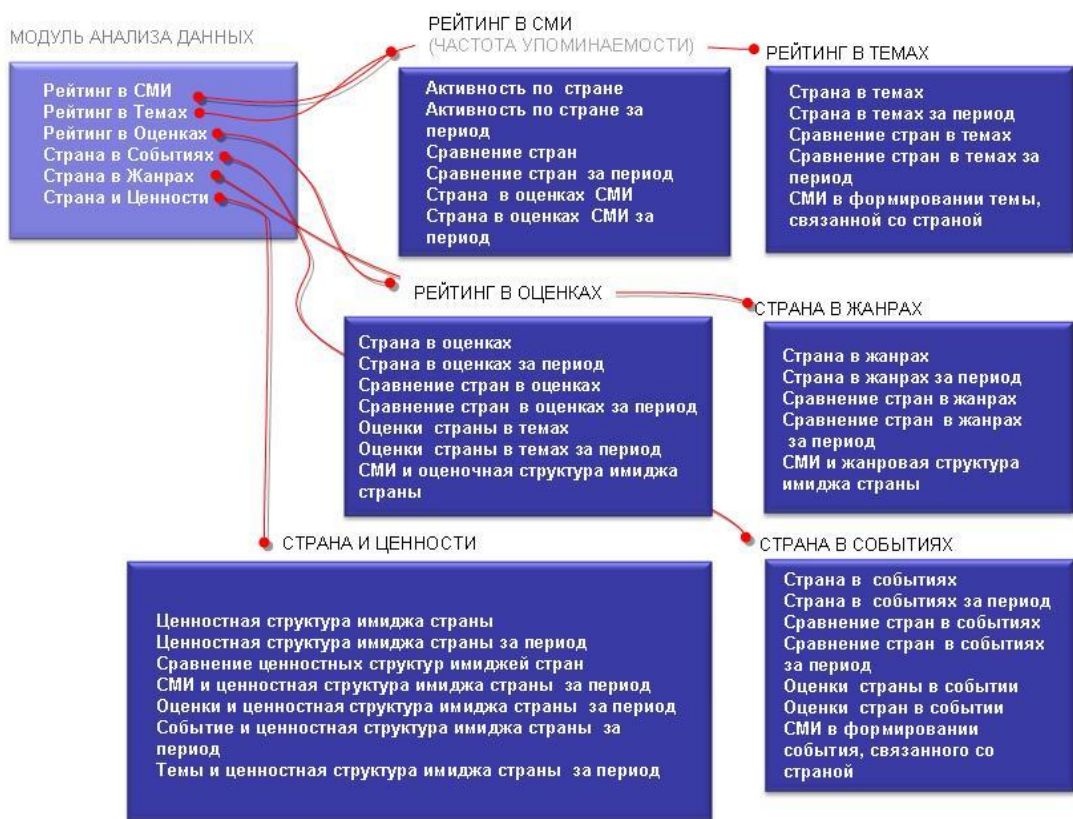 МОДУЛЬ АНАЛИЗА ДАННЫХ
Рейтинг в СМИ
Рейтинг в Темах
Рейтинг в Оценках
Страна в Событиях
Страна в Жанрах
Страна и Ценности
РЕЙТИНГ В СМИ
(ЧАСТОТА УПОМИНАЕМОСТИ)
Активность по стране
Активность по стране за
период
Сравнение стран
Сравнение стран за период
Страна в оценках СМИ
Страна в оценках СМИ за
период
РЕЙТИНГ В ТЕМАХ
Страна в темах
Страна в темах за период
Сравнение стран в темах
Сравнение стран в темах за
период
СМИ в формировании темы,
связанной со страной
РЕЙТИНГ В ОЦЕНКАХ
Страна в оценках
Страна в оценках за период
Сравнение стран в оценках
Сравнение стран в оценках за период
Оценки страны в темах
Оценки страны в темах за период
СМИ и оценочная структура имиджа
страны
СТРАНА В ЖАНРАХ
Страна в жанрах
Страна в жанрах за период
Сравнение стран в жанрах
Сравнение стран в жанрах
за период
СМИ и жанровая структура
имиджа страны
СТРАНА И ЦЕННОСТИ
Ценностная структура имиджа страны
Ценностная структура имиджа страны за период
Сравнение ценностных структур имиджей стран
СМИ и ценностная структура имиджа страны за период
Оценки и ценностная структура имиджа страны за период
Событие и ценностная структура имиджа страны за
период
Темы и ценностная структура имиджа страны за период
СТРАНА В СОБЫТИЯХ
Страна в событиях
Страна в событиях за период
Сравнение стран в событиях
Сравнение стран в событиях
за период
Оценки страны в событии
Оценки стран в событии
СМИ в формировании
события, связанного со
страной